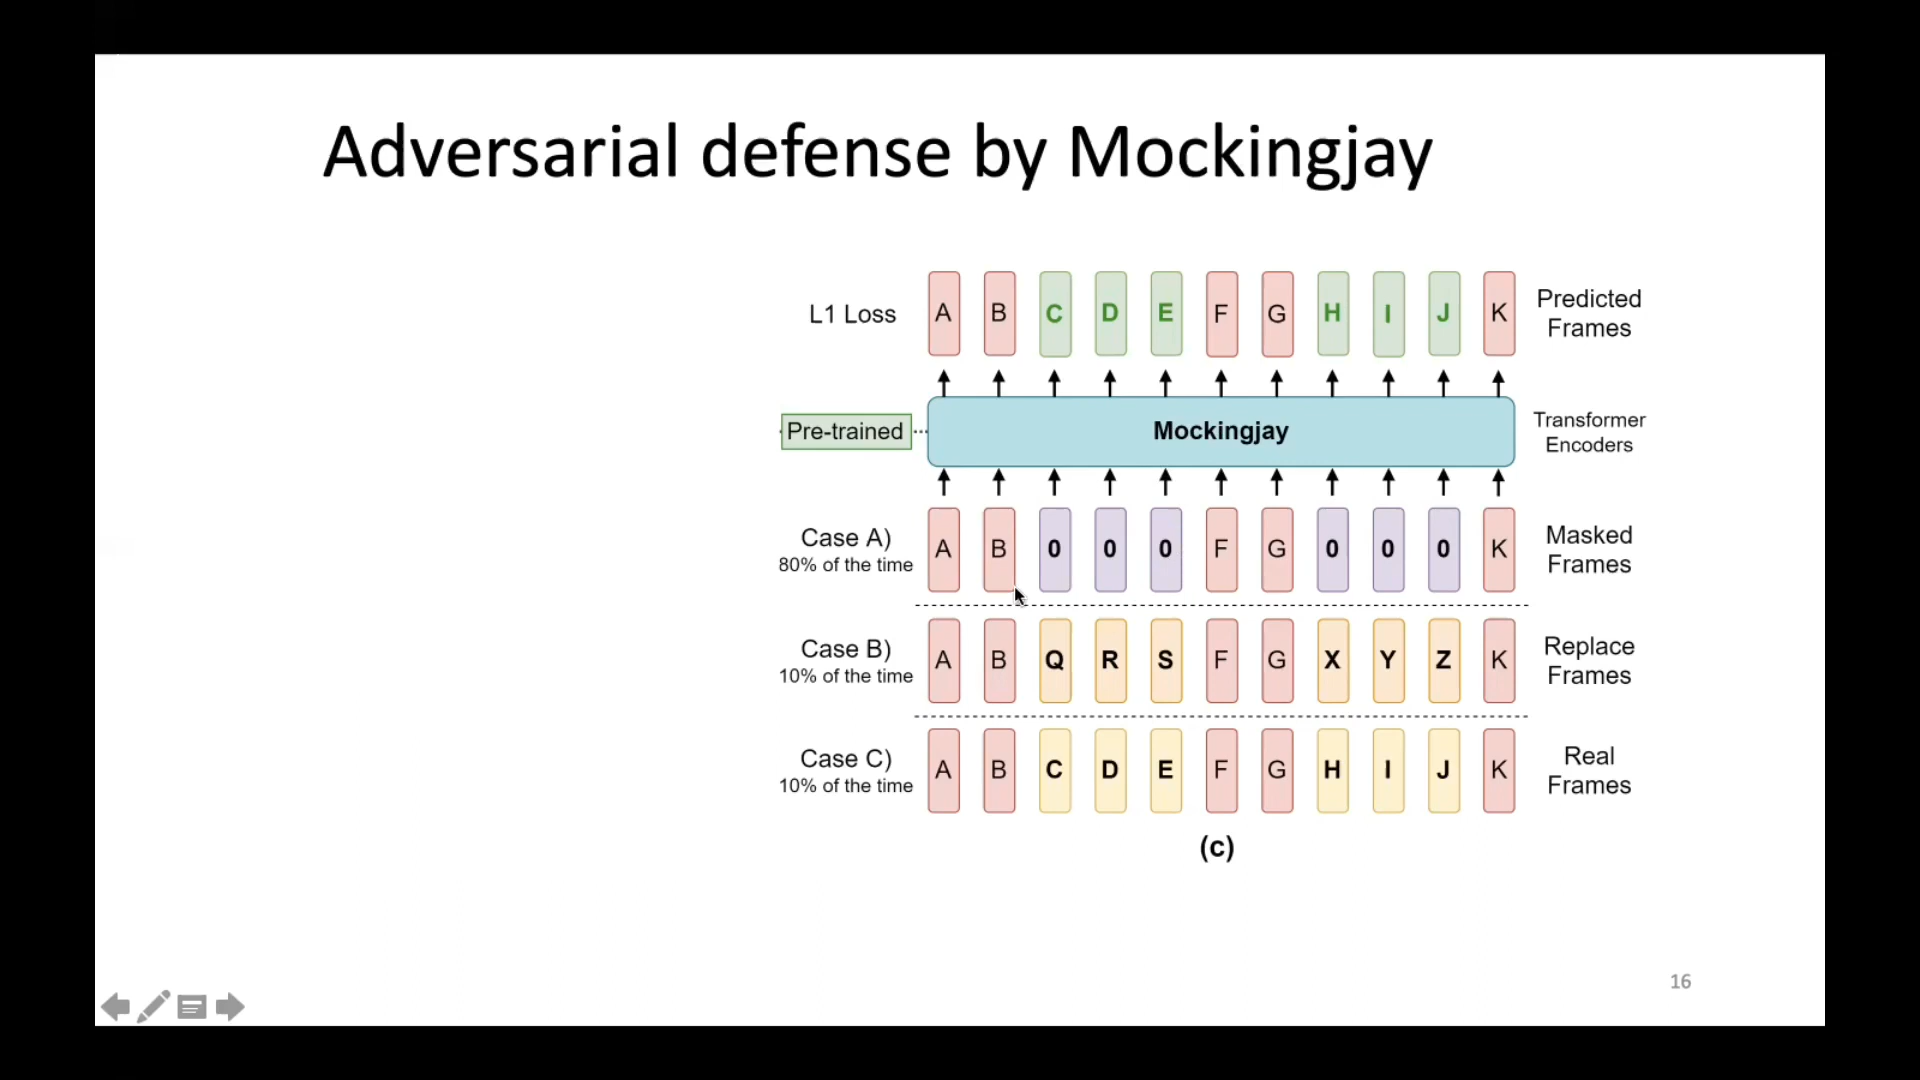 Adversarial defense by Mockingjay
L1 Loss A B C D E F G H I J K Predicted Frames
Pre-trained Mockingjay Transformer Encoders
Case A) 80% of the time A B 0 0 0 F G 0 0 0 K Masked Frames
Case B) 10% of the time A B Q R S F G X Y Z K Replace Frames
Case C) 10% of the time A B C D E F G H I J K Real Frames
(c)
16